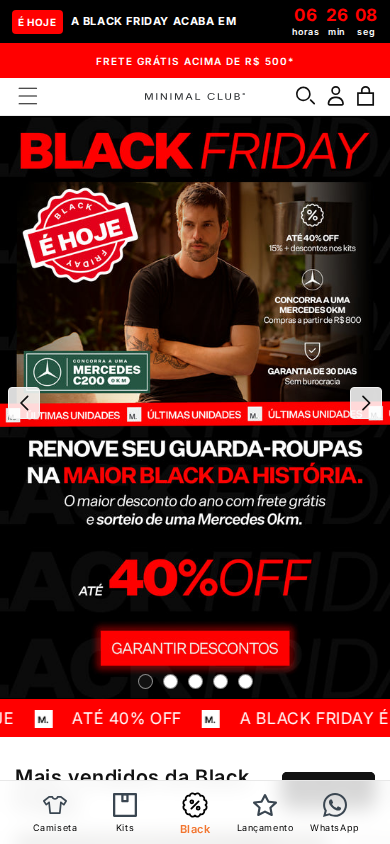 É HOJE A BLACK FRIDAY ACABA EM 06 26 08
horas min seg
FRETE GRÁTIS ACIMA DE R$ 500*
MINIMAL CLUB
BLACK FRIDAY
BLACK
É HOJE
FRIDAY
ATÉ 40% OFF
15% + descontos nos kits
CONCORRA A UMA
MERCEDES 0KM
Compras a partir de R$ 800
GARANTIA DE 30 DIAS
Sem burocracia
CONCORRA A UMA
MERCEDES
C200 0KM
ÚLTIMAS UNIDADES M. ÚLTIMAS UNIDADES M. ÚLTIMAS UNIDADES
RENOVE SEU GUARDA-ROUPAS
NA MAIOR BLACK DA HISTÓRIA.
O maior desconto do ano com frete grátis
e sorteio de uma Mercedes 0km.
ATÉ 40%OFF
GARANTIR DESCONTOS
JE M. ATÉ 40% OFF M. A BLACK FRIDAY É
Mais vendidos da Black
Camiseta Kits Black Lançamento WhatsApp